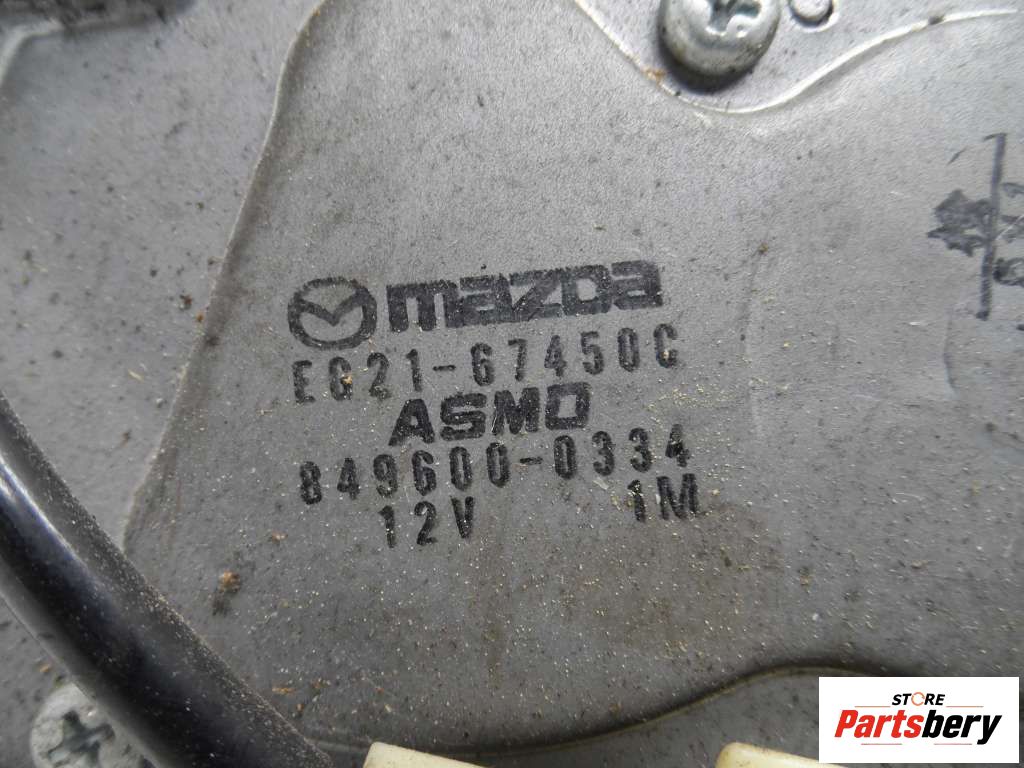 mazda
EG21-67450C
ASMO
849600-0334
12V 1M
STORE
Partsbery